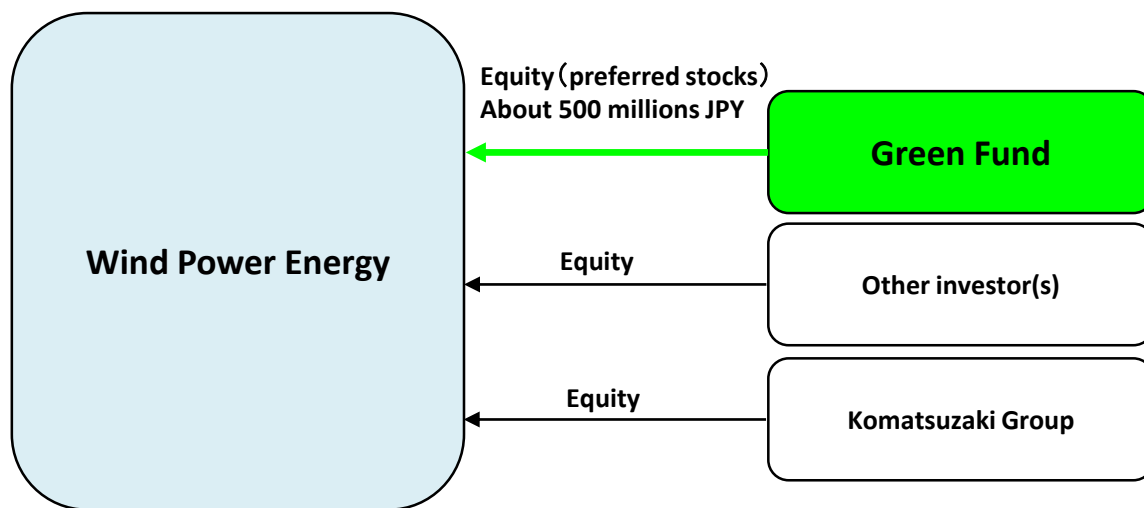 Equity（preferred stocks）
About 500 millions JPY
Green Fund
Wind Power Energy
Equity
Other investor(s)
Equity
Komatsuzaki Group